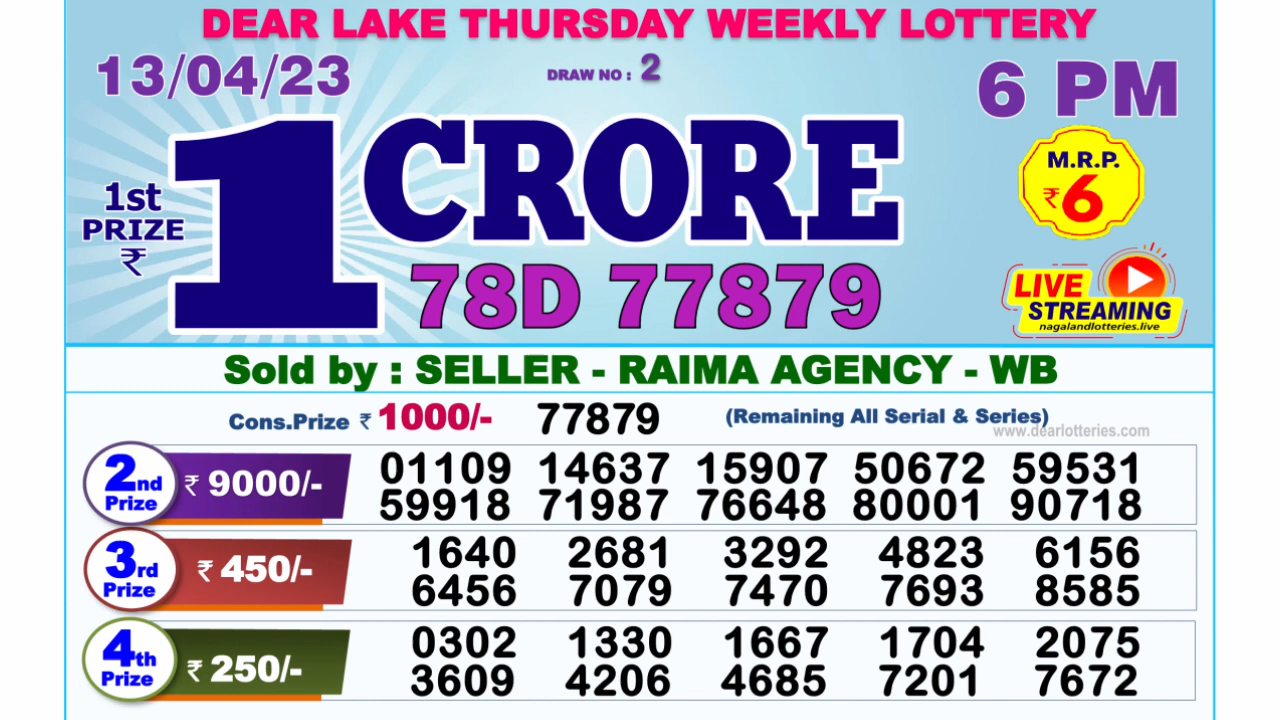 DEAR LAKE THURSDAY WEEKLY LOTTERY
13/04/23 DRAW NO : 2 6 PM
1st PRIZE ₹ 1 CRORE
M.R.P. ₹6
78D 77879
LIVE STREAMING
nagalandlotteries.live
Sold by : SELLER - RAIMA AGENCY - WB
Cons.Prize ₹ 1000/- 77879 (Remaining All Serial & Series)
www.dearlotteries.com
2nd Prize ₹ 9000/-
01109 14637 15907 50672 59531
59918 71987 76648 80001 90718
3rd Prize ₹ 450/-
1640 2681 3292 4823 6156
6456 7079 7470 7693 8585
4th Prize ₹ 250/-
0302 1330 1667 1704 2075
3609 4206 4685 7201 7672